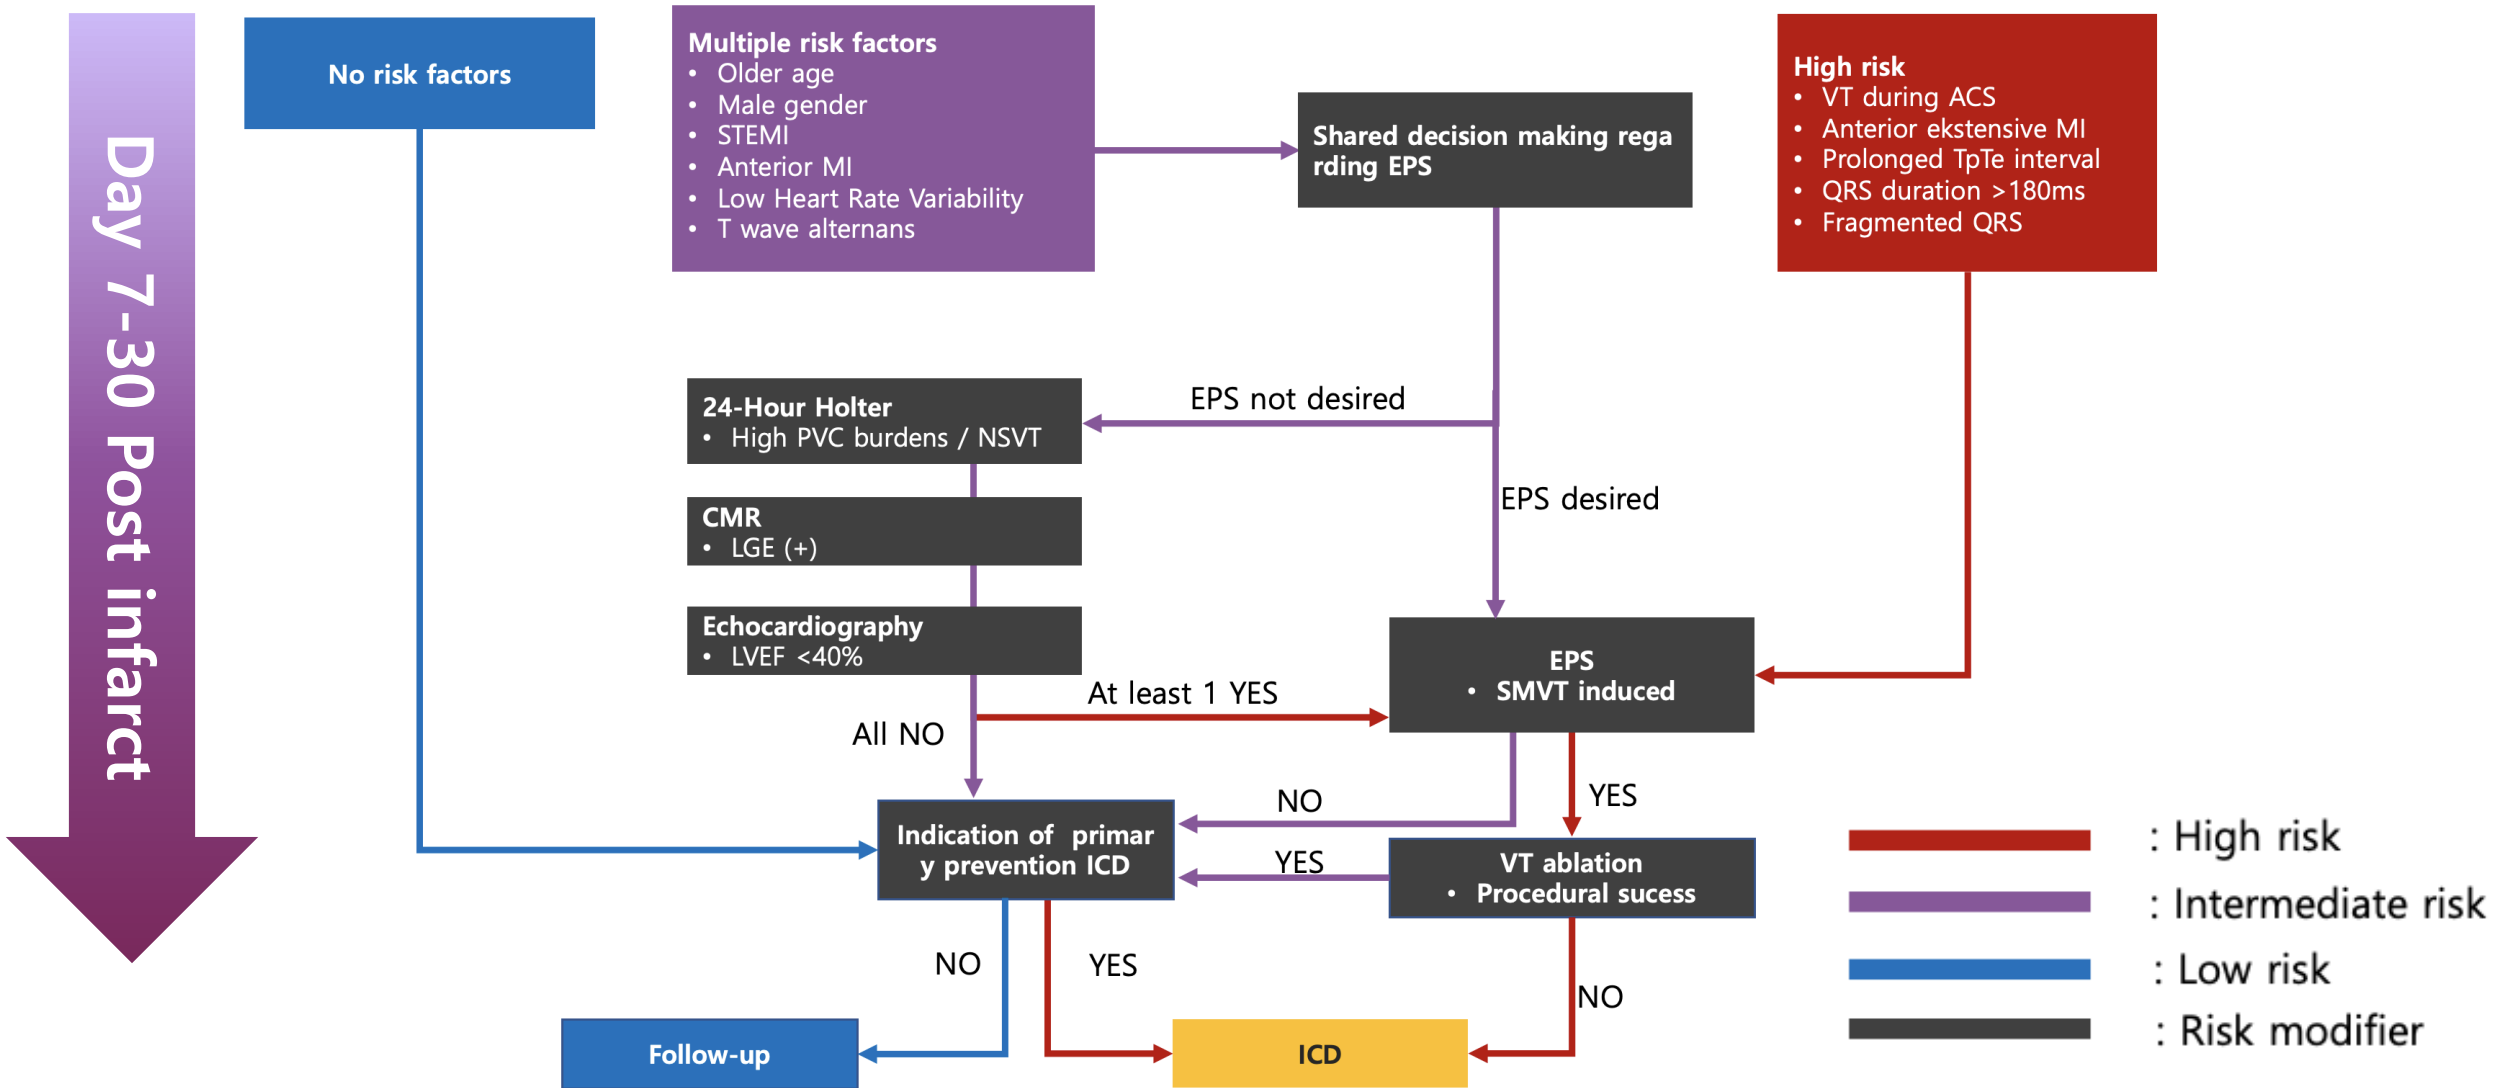 Day 7-30 Post infarct
No risk factors
Multiple risk factors
• Older age
• Male gender
• STEMI
• Anterior MI
• Low Heart Rate Variability
• T wave alternans
Shared decision making rega
rding EPS
High risk
• VT during ACS
• Anterior ekstensive MI
• Prolonged TpTe interval
• QRS duration >180ms
• Fragmented QRS
EPS not desired
24-Hour Holter
• High PVC burdens / NSVT
EPS desired
CMR
• LGE (+)
Echocardiography
• LVEF <40%
EPS
• SMVT induced
At least 1 YES
All NO
NO
YES
Indication of primar
y prevention ICD
YES
VT ablation
• Procedural sucess
NO
YES
NO
Follow-up
ICD
: High risk
: Intermediate risk
: Low risk
: Risk modifier